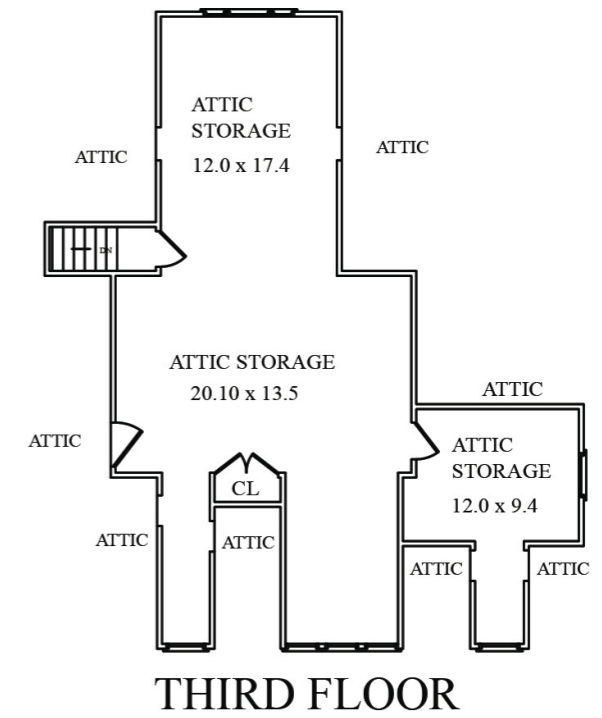 ATTIC
STORAGE
12.0 x 17.4
ATTIC
ATTIC
DN
ATTIC STORAGE
20.10 x 13.5
ATTIC
ATTIC
ATTIC
STORAGE
12.0 x 9.4
CL
ATTIC
ATTIC
ATTIC
ATTIC
THIRD FLOOR